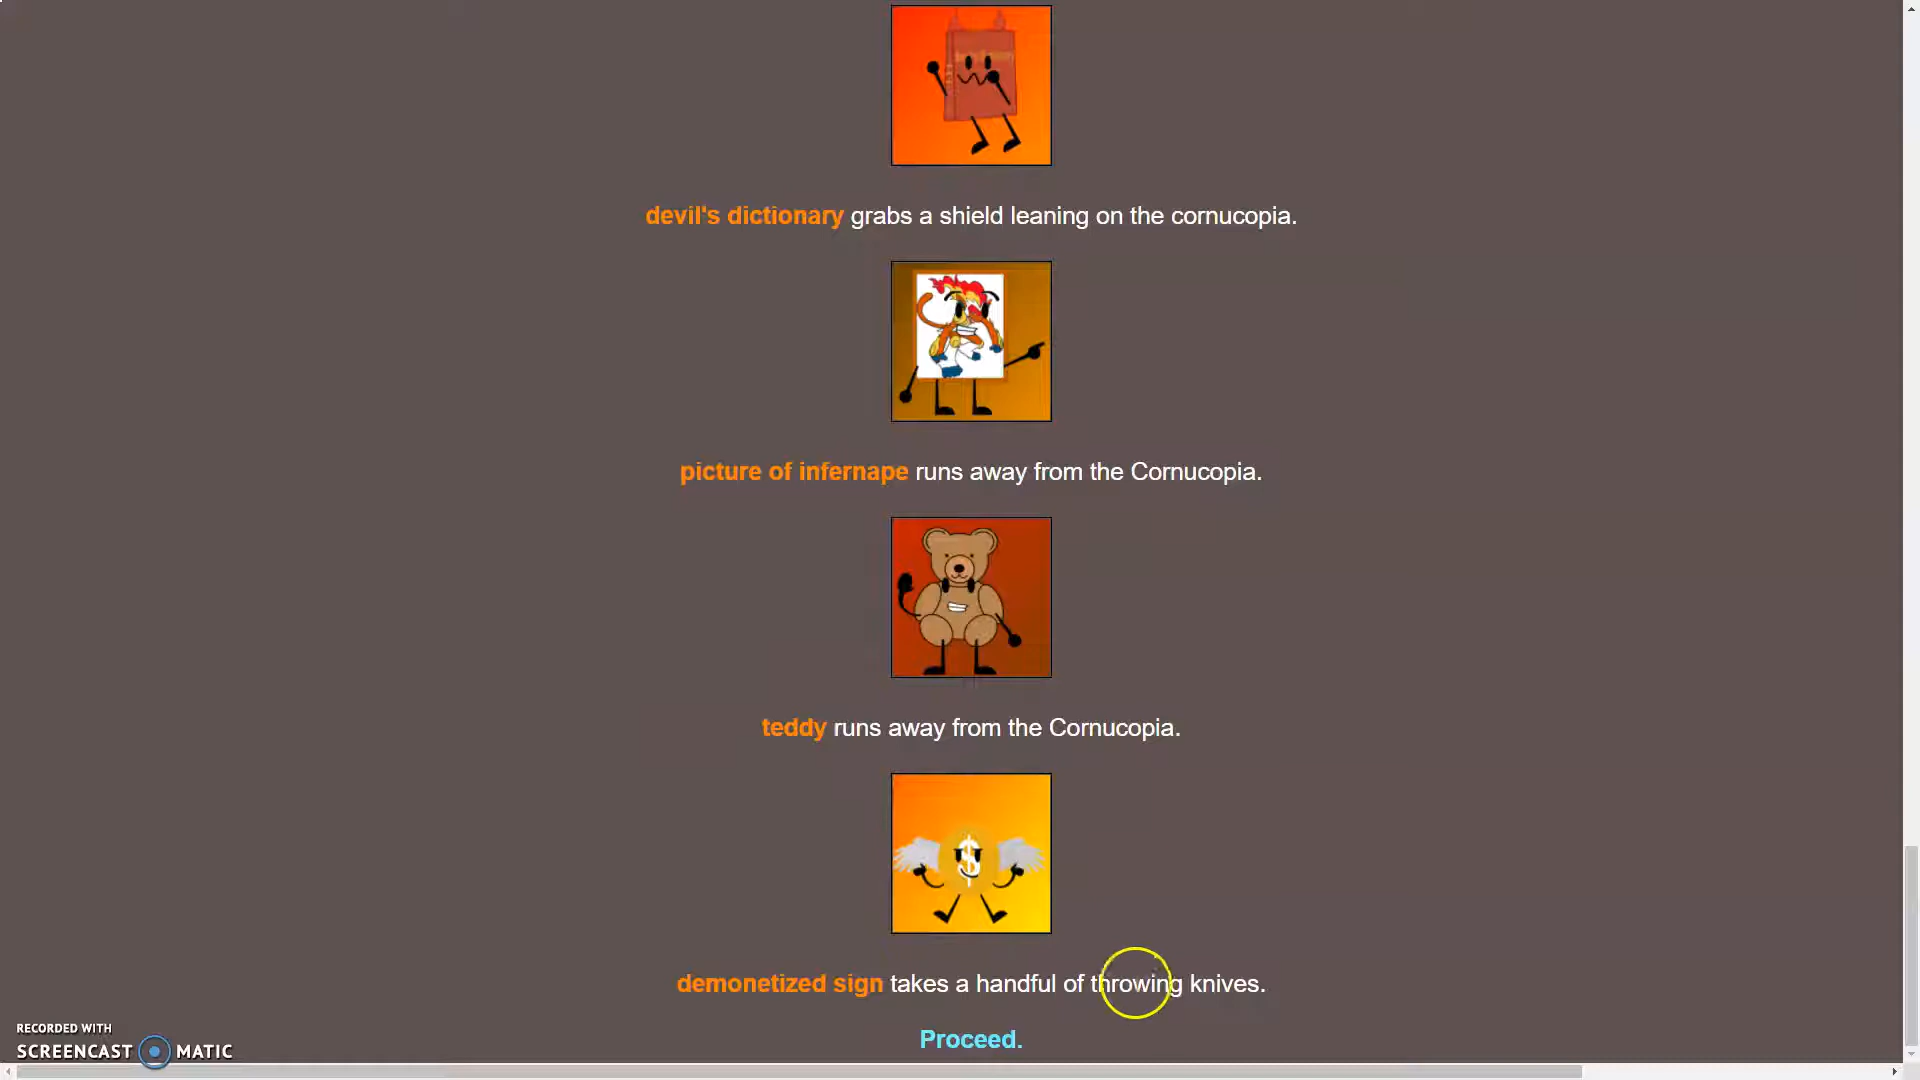 devil's dictionary grabs a shield leaning on the cornucopia.
picture of infernape runs away from the Cornucopia.
teddy runs away from the Cornucopia.
$
demonetized sign takes a handful of throwing knives.
Proceed.
RECORDED WITH
SCREENCAST MATIC